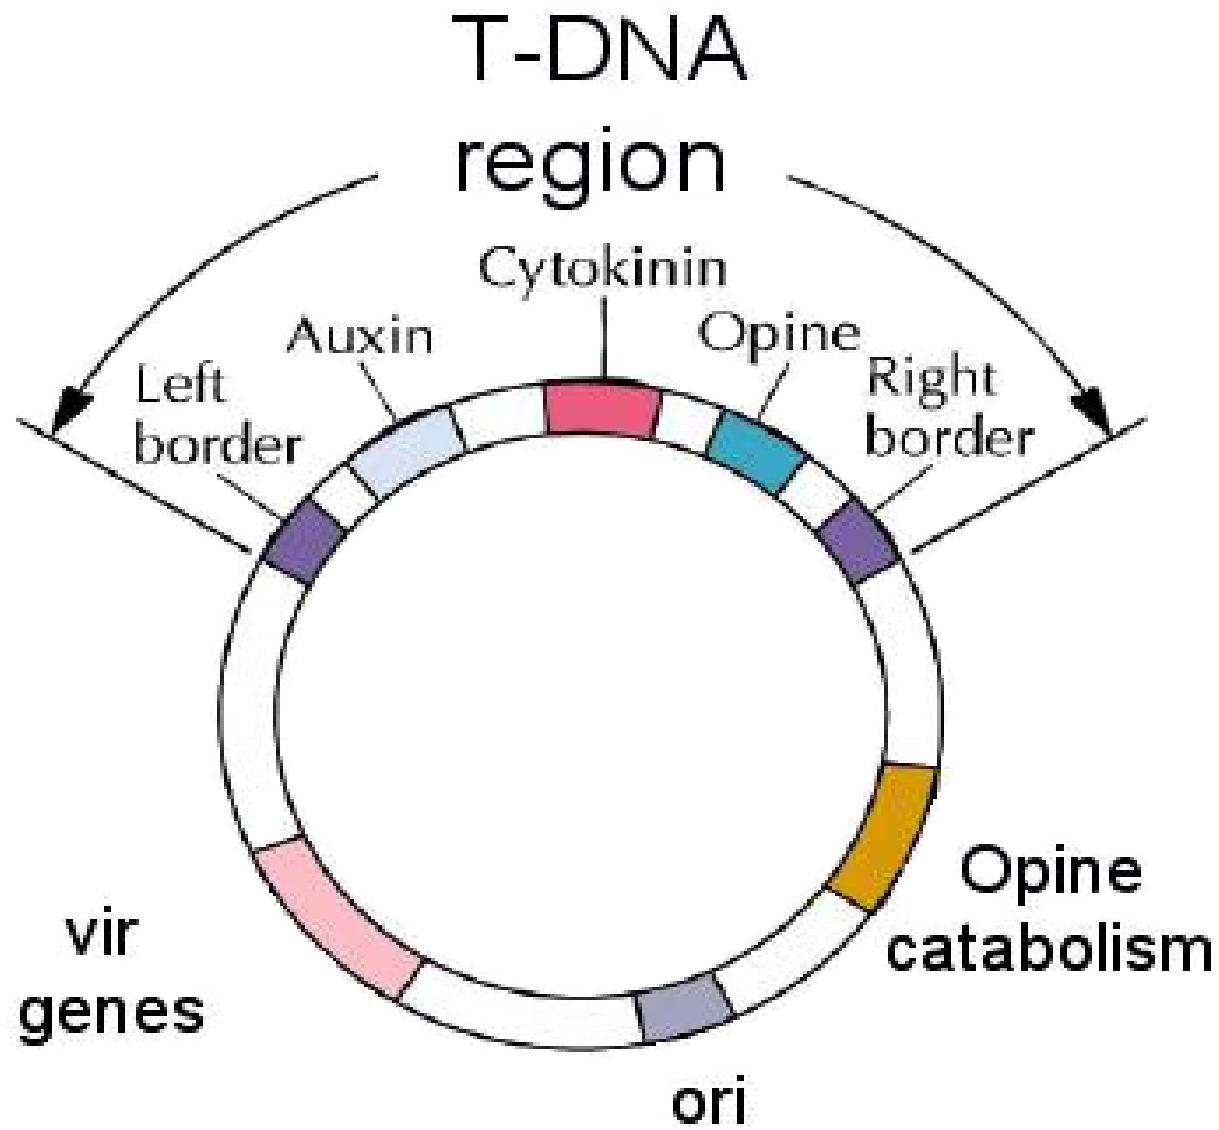 T-DNA
region
Cytokinin
Auxin
Opine
Left
border
Right
border
Opine
catabolism
vir
genes
ori